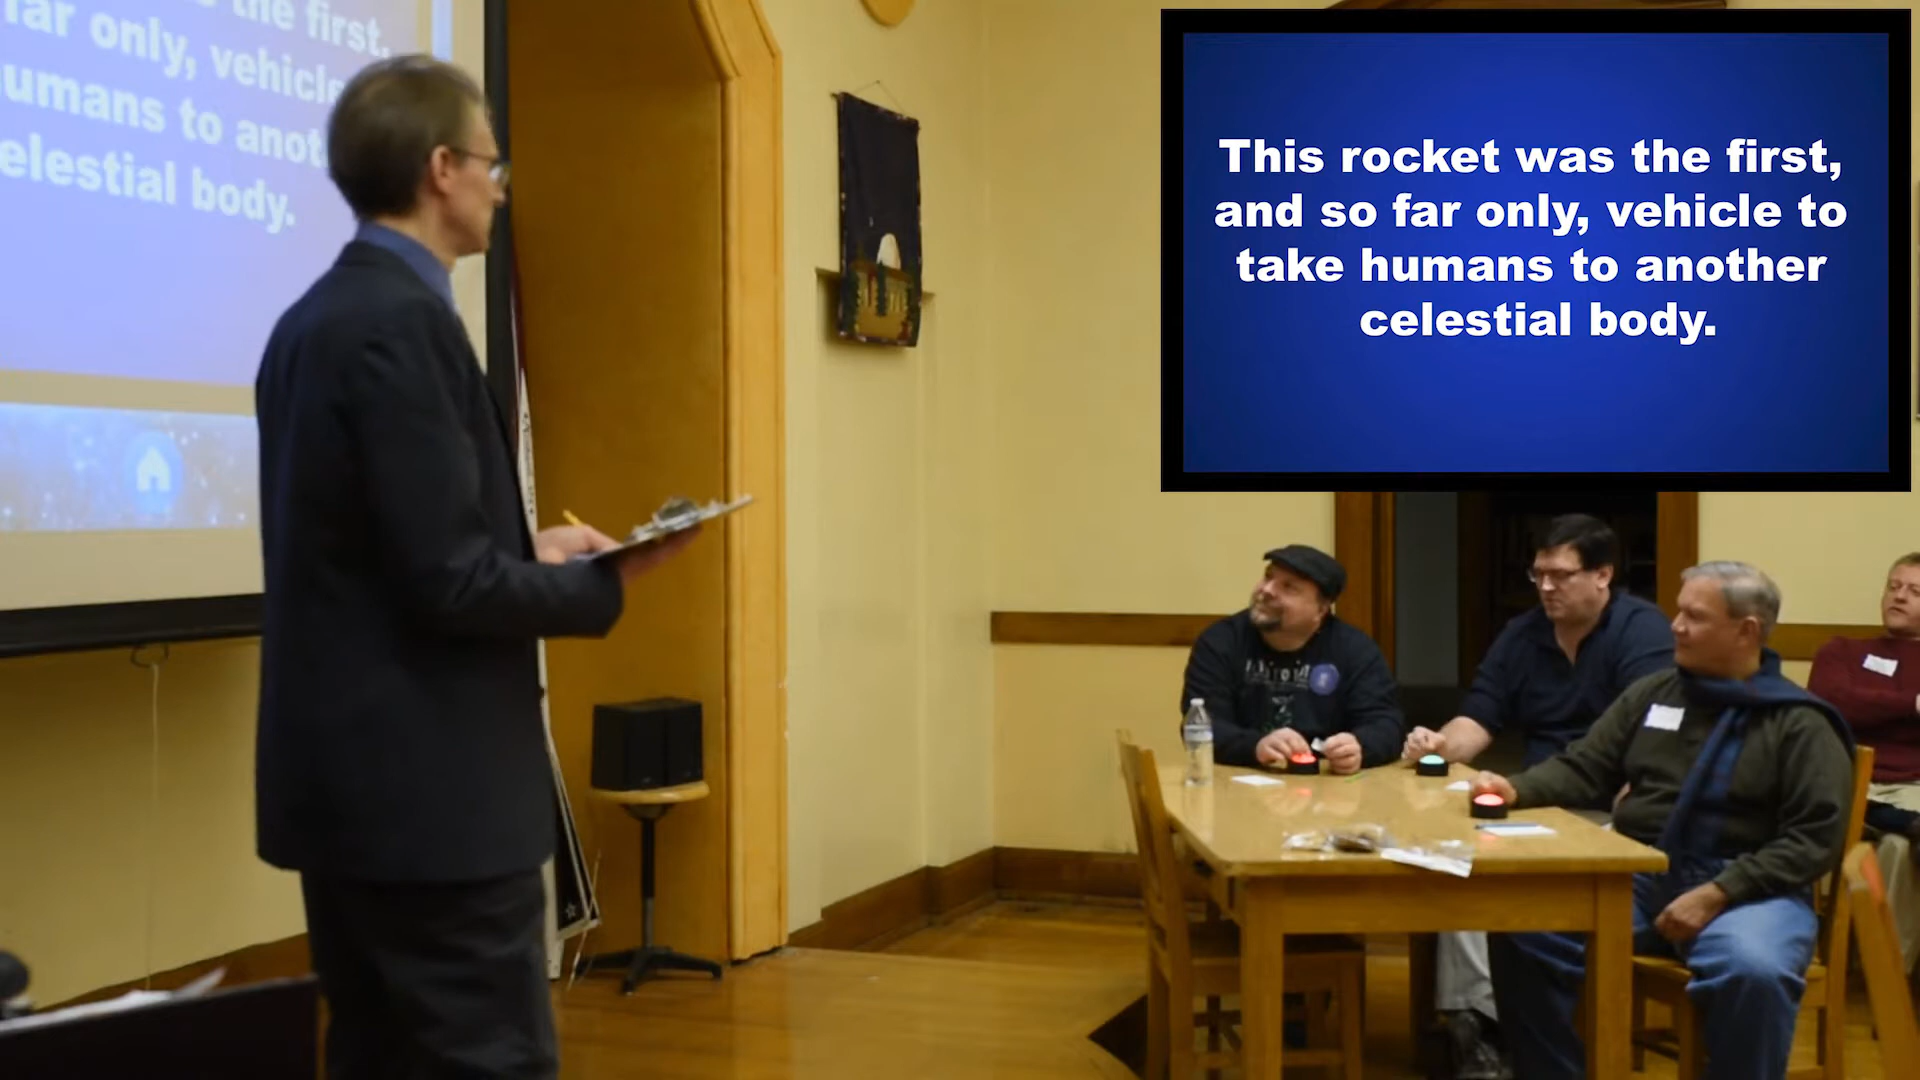 the first,
far only, vehicle
umans to anot
elestial body.
This rocket was the first,
and so far only, vehicle to
take humans to another
celestial body.